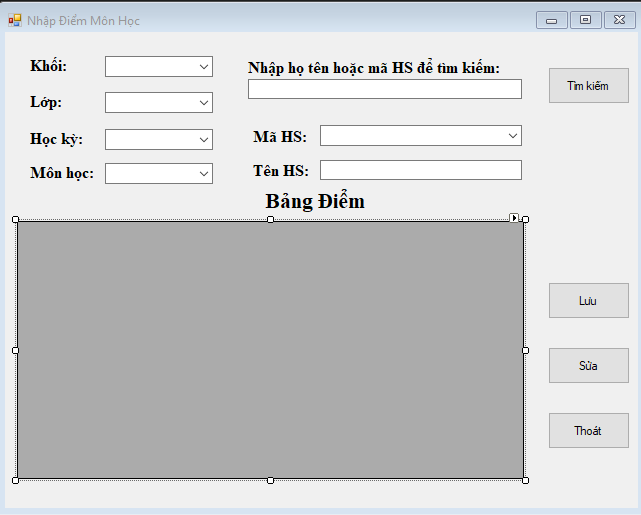 Nhập Điểm Môn Học
Khối:
Lớp:
Học kỳ:
Môn học:
Nhập họ tên hoặc mã HS để tìm kiếm:
Mã HS:
Tên HS:
Tìm kiếm
Bảng Điểm
Lưu
Sửa
Thoát